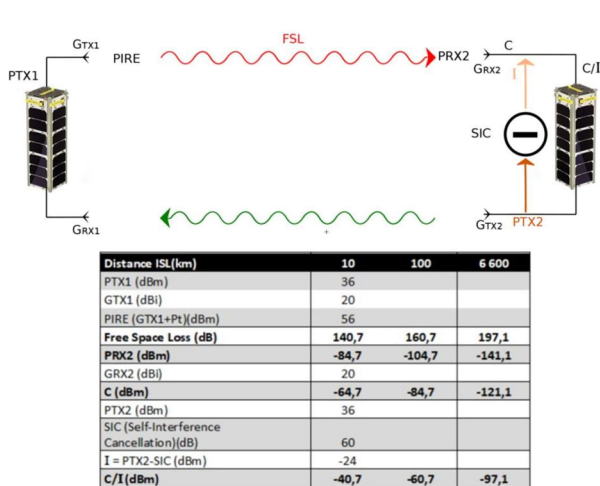 FSL
GTX1
PIRE
PRX2
C
GRX2
I
C/I
PTX1
SIC
GRX1
GTX2
PTX2
Distance ISL(km) 10 100 6 600
PTX1 (dBm) 36
GTX1 (dBi) 20
PIRE (GTX1+Pt)(dBm) 56
Free Space Loss (dB) 140,7 160,7 197,1
PRX2 (dBm) -84,7 -104,7 -141,1
GRX2 (dBi) 20
C (dBm) -64,7 -84,7 -121,1
PTX2 (dBm) 36
SIC (Self-Interference
Cancellation)(dB) 60
I = PTX2-SIC (dBm) -24
C/I(dBm) -40,7 -60,7 -97,1